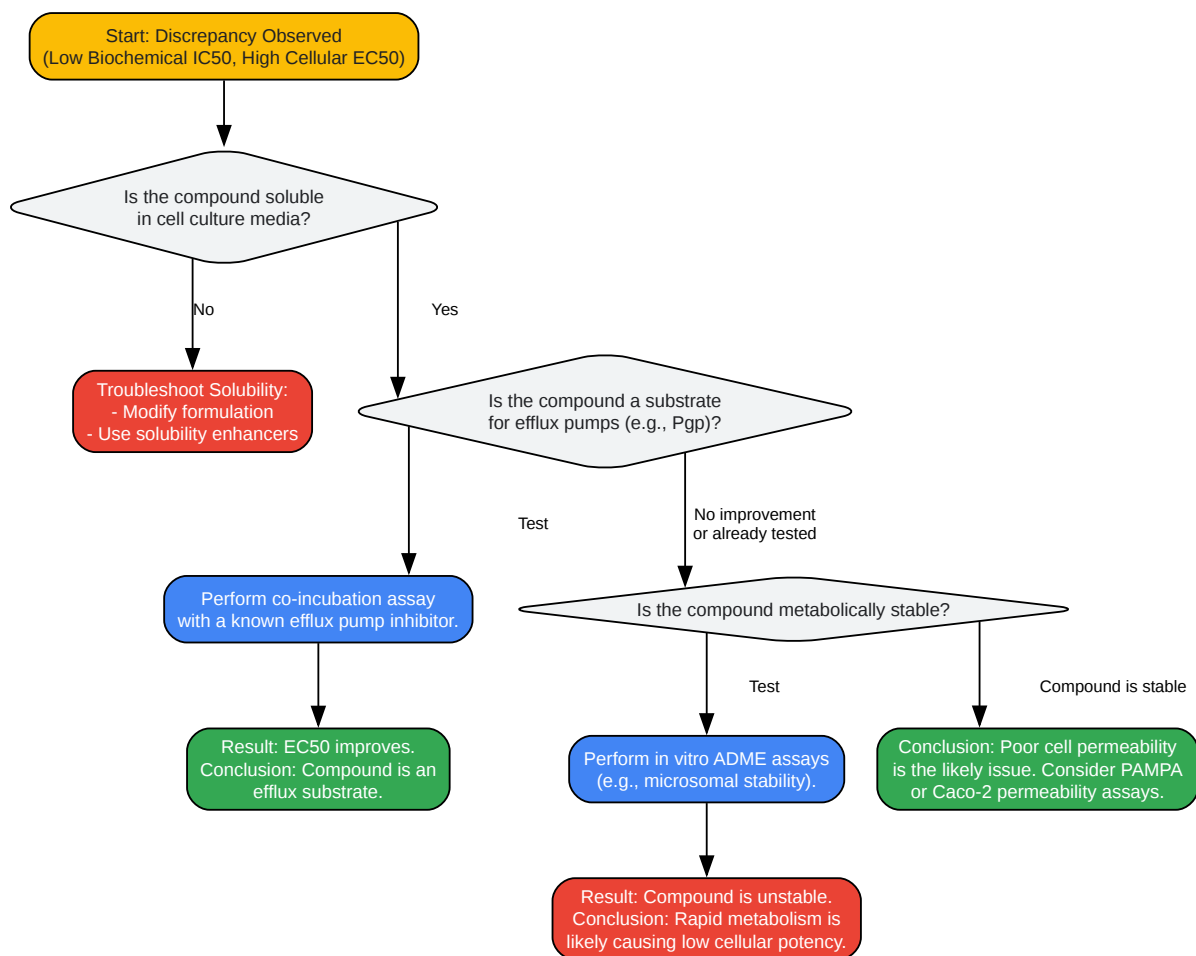 Start: Discrepancy Observed
(Low Biochemical IC50, High Cellular EC50)
Is the compound soluble
in cell culture media?
No
Yes
Troubleshoot Solubility:
- Modify formulation
- Use solubility enhancers
Is the compound a substrate
for efflux pumps (e.g., Pgp)?
Test
No improvement
or already tested
Perform co-incubation assay
with a known efflux pump inhibitor.
Is the compound metabolically stable?
Test
Compound is stable
Result: EC50 improves.
Conclusion: Compound is an
efflux substrate.
Perform in vitro ADME assays
(e.g., microsomal stability).
Conclusion: Poor cell permeability
is the likely issue. Consider PAMPA
or Caco-2 permeability assays.
Result: Compound is unstable.
Conclusion: Rapid metabolism is
likely causing low cellular potency.